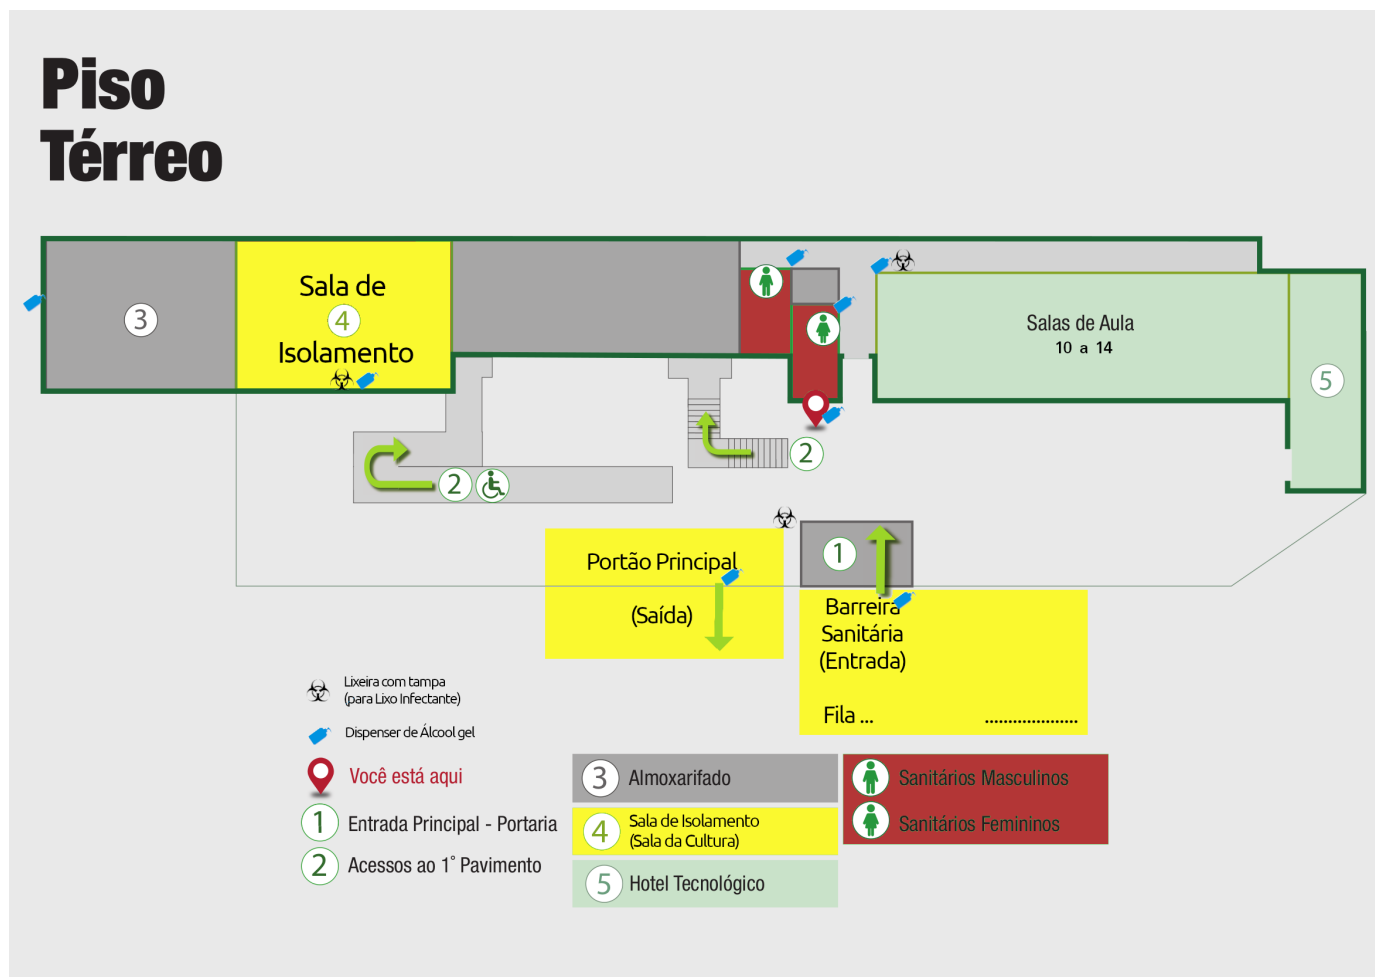 Piso
Térreo
3
Sala de
4
Isolamento
Salas de Aula
10 a 14
5
2
2
1
Portão Principal
(Saída)
Barreira
Sanitária
(Entrada)
Fila ... ....................
Lixeira com tampa
(para Lixo Infectante)
Dispenser de Álcool gel
Você está aqui
1 Entrada Principal - Portaria
2 Acessos ao 1° Pavimento
3 Almoxarifado
4 Sala de Isolamento
(Sala da Cultura)
5 Hotel Tecnológico
Sanitários Masculinos
Sanitários Femininos